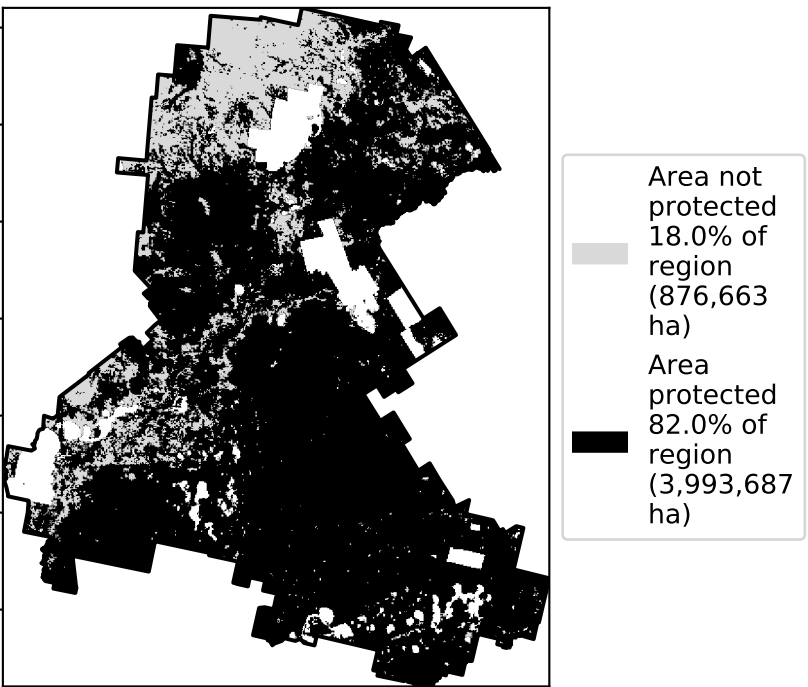 Area not
protected
18.0% of
region
(876,663
ha)
Area
protected
82.0% of
region
(3,993,687
ha)